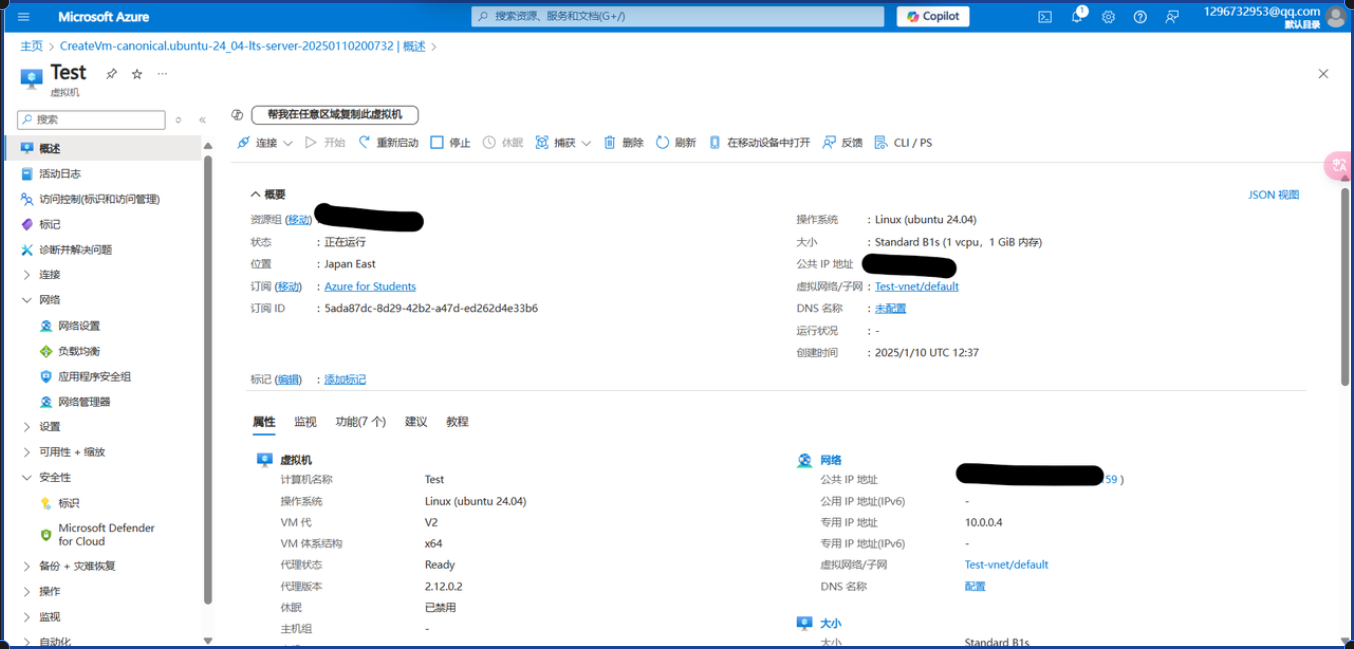 Microsoft Azure
搜索资源、服务和文档(G+/)
Copilot
1
1296732953@qq.com
默认目录
主页 > CreateVm-canonical.ubuntu-24_04-lts-server-20250110200732 | 概述 >
Test
虚拟机
搜索
帮我在任意区域复制此虚拟机
连接 开始 重新启动 停止 休眠 捕获 删除 刷新 在移动设备中打开 反馈 CLI / PS
概述
活动日志
访问控制(标识和访问管理)
标记
诊断并解决问题
连接
网络
网络设置
负载均衡
应用程序安全组
网络管理器
设置
可用性 + 缩放
安全性
标识
Microsoft Defender
for Cloud
备份 + 灾难恢复
操作
监视
自动化
概要
JSON 视图
资源组 (移动)
状态 : 正在运行
位置 : Japan East
订阅 (移动) : Azure for Students
订阅 ID : 5ada87dc-8d29-42b2-a47d-ed262d4e33b6
操作系统 : Linux (ubuntu 24.04)
大小 : Standard B1s (1 vcpu，1 GiB 内存)
公共 IP 地址
虚拟网络/子网 : Test-vnet/default
DNS 名称 : 未配置
运行状况 : -
创建时间 : 2025/1/10 UTC 12:37
标记 (编辑) : 添加标记
属性 监视 功能(7 个) 建议 教程
虚拟机
计算机名称 Test
操作系统 Linux (ubuntu 24.04)
VM 代 V2
VM 体系结构 x64
代理状态 Ready
代理版本 2.12.0.2
休眠 已禁用
主机组 -
网络
公共 IP 地址 59 )
公用 IP 地址(IPv6) -
专用 IP 地址 10.0.0.4
专用 IP 地址(IPv6) -
虚拟网络/子网 Test-vnet/default
DNS 名称 配置
大小
大小 Standard B1s